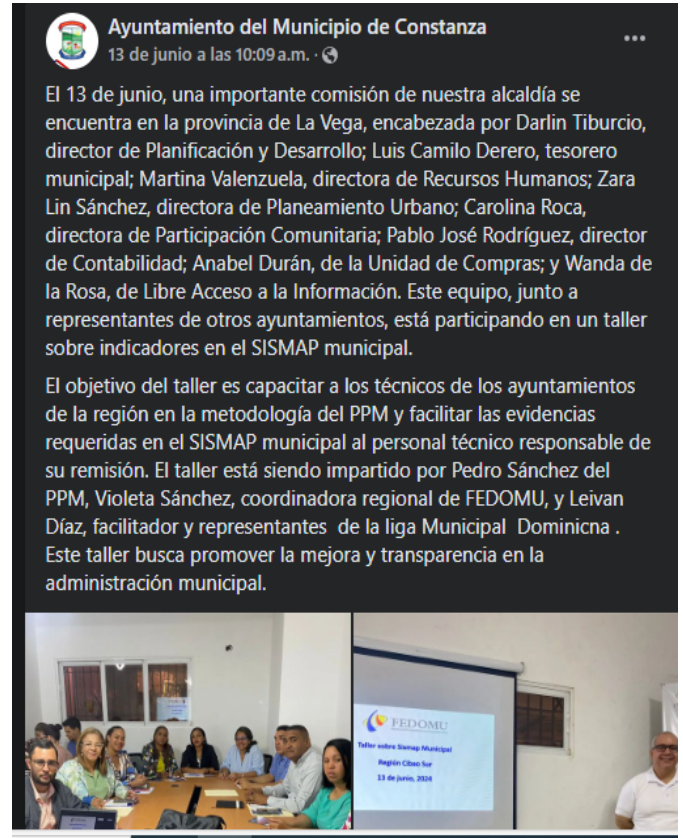 Ayuntamiento del Municipio de Constanza
13 de junio a las 10:09 a.m. ·
El 13 de junio, una importante comisión de nuestra alcaldía se
encuentra en la provincia de La Vega, encabezada por Darlin Tiburcio,
director de Planificación y Desarrollo; Luis Camilo Derero, tesorero
municipal; Martina Valenzuela, directora de Recursos Humanos; Zara
Lin Sánchez, directora de Planeamiento Urbano; Carolina Roca,
directora de Participación Comunitaria; Pablo José Rodríguez, director
de Contabilidad; Anabel Durán, de la Unidad de Compras; y Wanda de
la Rosa, de Libre Acceso a la Información. Este equipo, junto a
representantes de otros ayuntamientos, está participando en un taller
sobre indicadores en el SISMAP municipal.
El objetivo del taller es capacitar a los técnicos de los ayuntamientos
de la región en la metodología del PPM y facilitar las evidencias
requeridas en el SISMAP municipal al personal técnico responsable de
su remisión. El taller está siendo impartido por Pedro Sánchez del
PPM, Violeta Sánchez, coordinadora regional de FEDOMU, y Leivan
Díaz, facilitador y representantes de la liga Municipal Dominicna .
Este taller busca promover la mejora y transparencia en la
administración municipal.
FEDOMU
Taller sobre Sismap Municipal
Región Cibao Sur
13 de junio, 2024